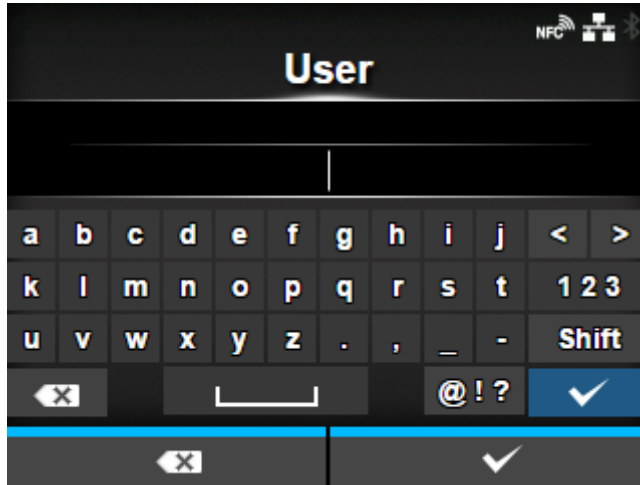 NFC
User
a b c d e f g h i j < >
k l m n o p q r s t 1 2 3
u v w x y z . , _ - Shift
@ ! ?